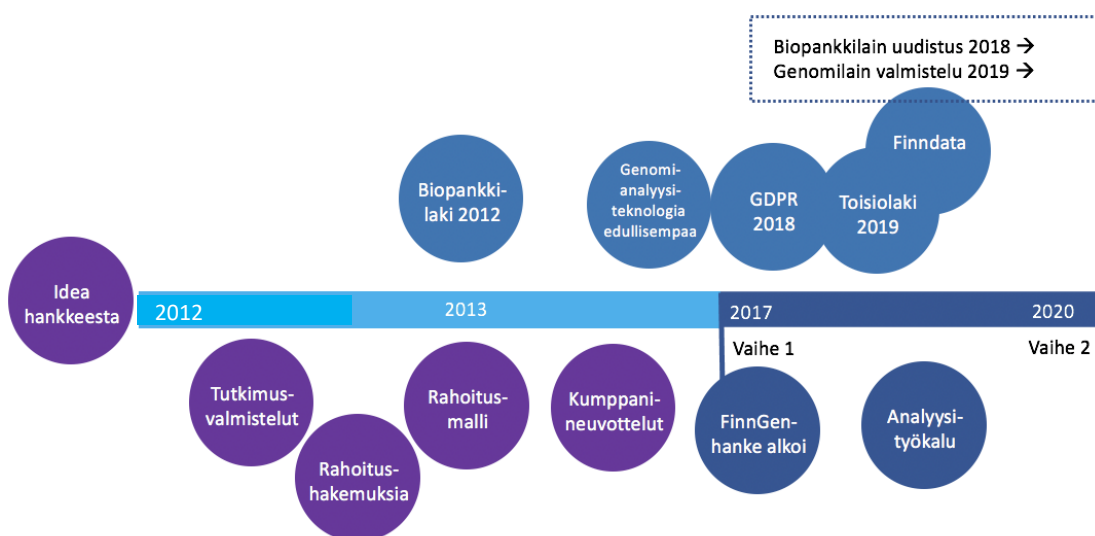 Biopankkilain uudistus 2018 →
Genomilain valmistelu 2019 →
Finndata
Biopankki-
laki 2012
Genomi-
analyysi-
teknologia
edullisempaa
GDPR
2018
Toisiolaki
2019
Idea
hankkeesta
2012
2013
2017
2020
Vaihe 1
Vaihe 2
Tutkimus-
valmistelut
Rahoitus-
hakemuksia
Rahoitus-
malli
Kumppani-
neuvottelut
FinnGen-
hanke alkoi
Analyysi-
työkalu